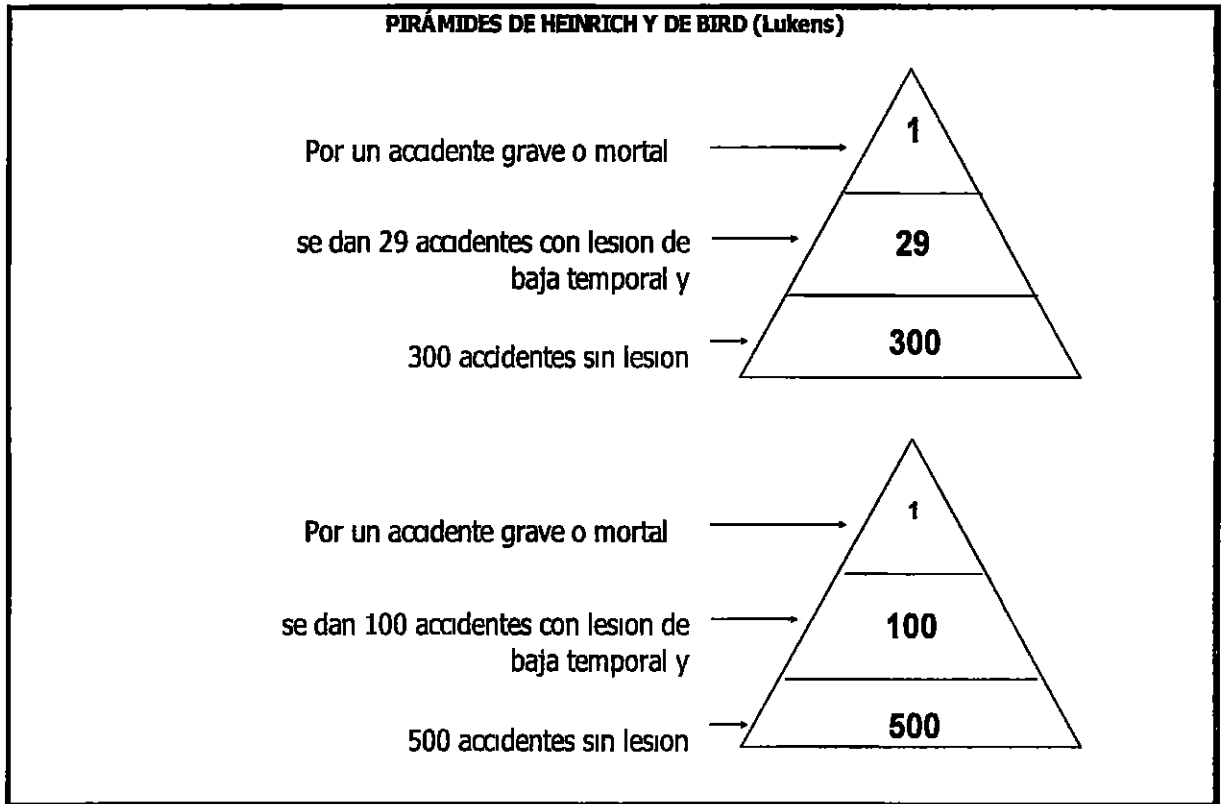 PIRÁMIDES DE HEINRICH Y DE BIRD (Lukens)
Por un accidente grave o mortal
1
se dan 29 accidentes con lesion de
baja temporal y
29
300 accidentes sin lesion
300
Por un accidente grave o mortal
1
se dan 100 accidentes con lesion de
baja temporal y
100
500 accidentes sin lesion
500